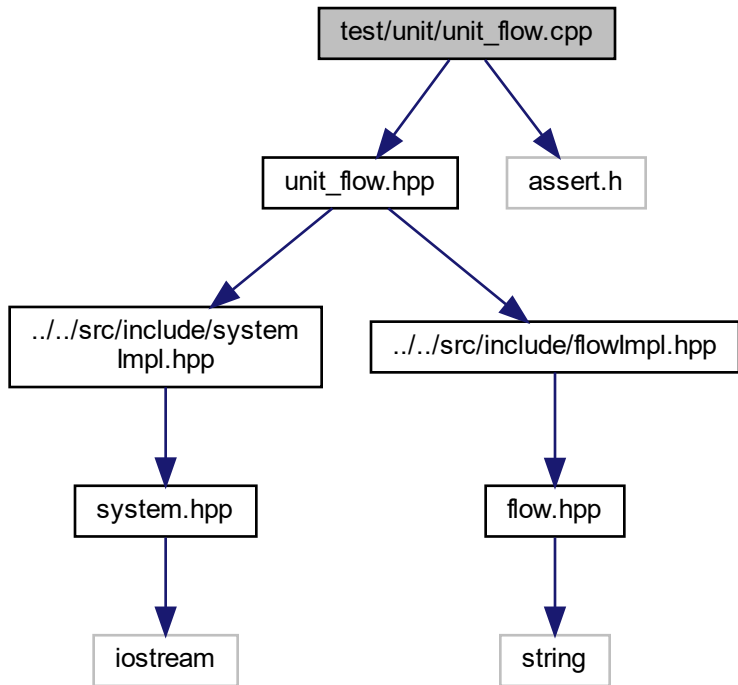 test/unit/unit_flow.cpp
unit_flow.hpp
assert.h
../../src/include/system
Impl.hpp
../../src/include/flowImpl.hpp
system.hpp
flow.hpp
iostream
string